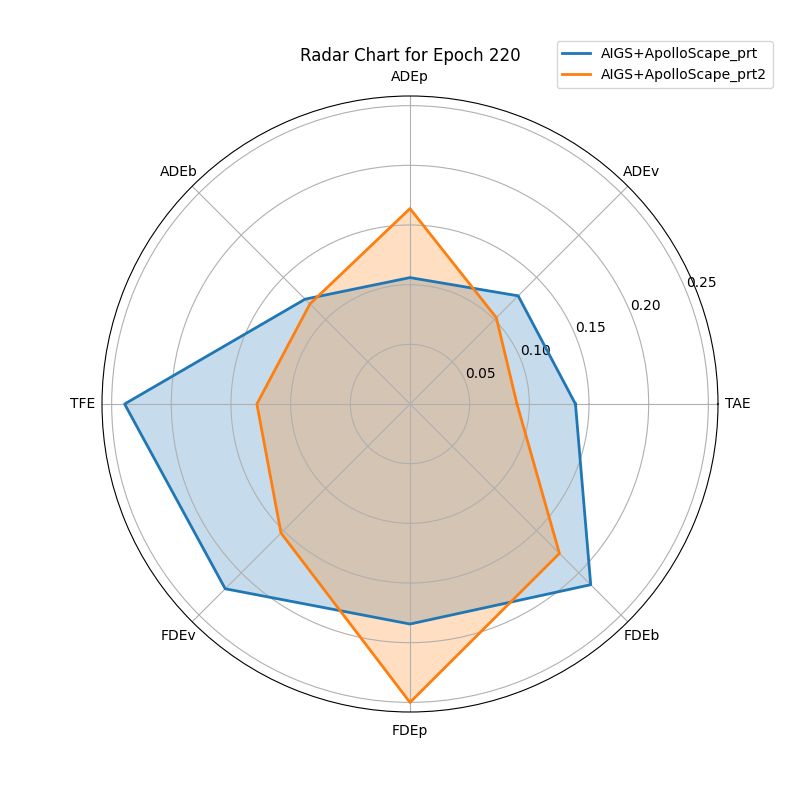 Radar Chart for Epoch 220
AIGS+ApolloScape_prt
AIGS+ApolloScape_prt2
ADEp
ADEb
ADEv
0.25
0.20
0.15
0.10
0.05
TFE
TAE
FDEv
FDEb
FDEp